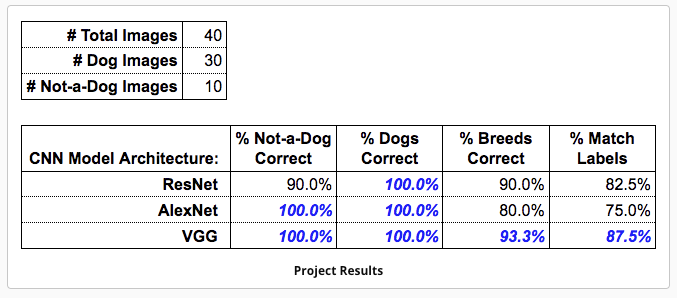 # Total Images 40
# Dog Images 30
# Not-a-Dog Images 10
CNN Model Architecture: % Not-a-Dog Correct % Dogs Correct % Breeds Correct % Match Labels
ResNet 90.0% 100.0% 90.0% 82.5%
AlexNet 100.0% 100.0% 80.0% 75.0%
VGG 100.0% 100.0% 93.3% 87.5%
Project Results